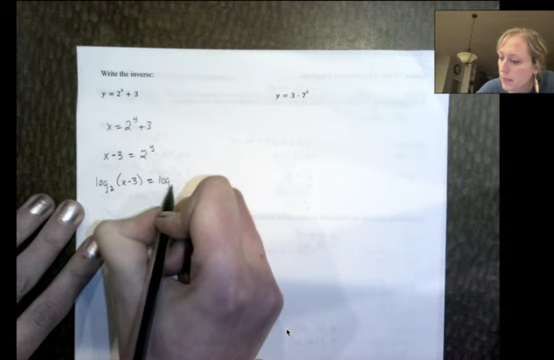 Write the inverse:
y = 2ˣ + 3
y = 3 · 7ˣ
x = 2ʸ + 3
x - 3 = 2ʸ
log₂ (x-3) = log